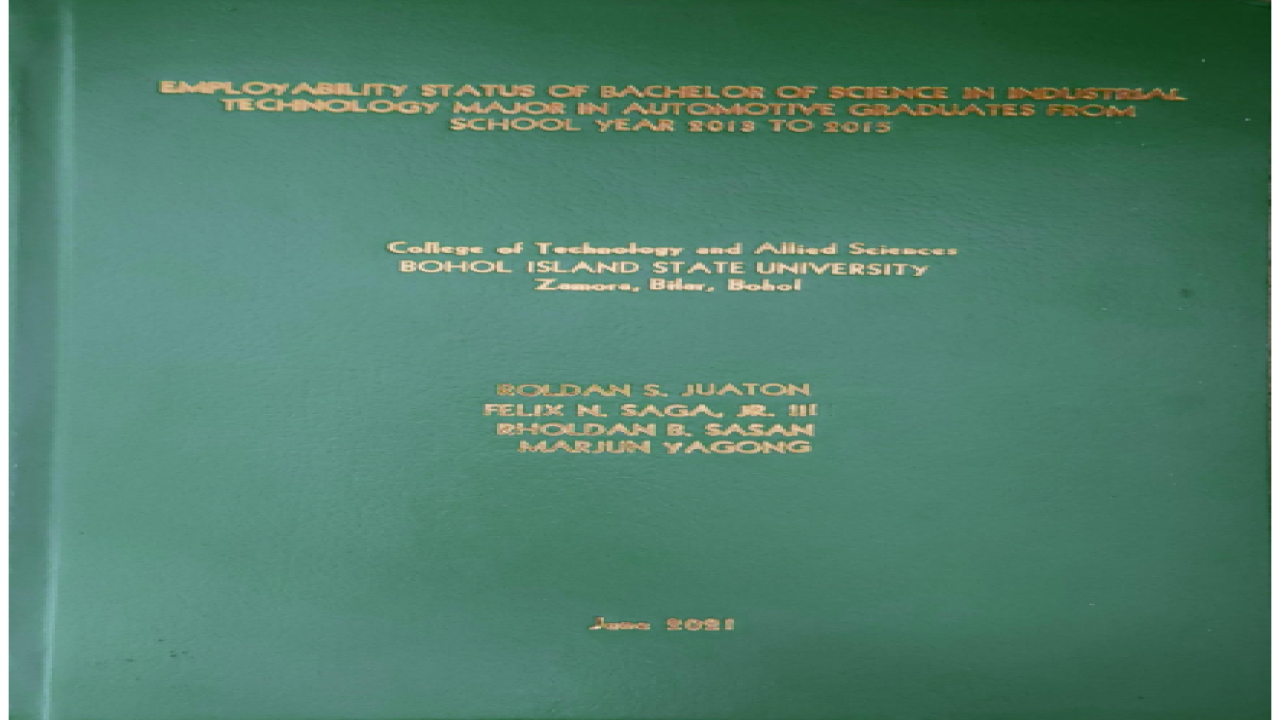 EMPLOYABILITY STATUS OF BACHELOR OF SCIENCE IN INDUSTRIAL
TECHNOLOGY MAJOR IN AUTOMOTIVE GRADUATES FROM
SCHOOL YEAR 2013 TO 2015
College of Technology and Allied Sciences
BOHOL ISLAND STATE UNIVERSITY
Zamora, Bilar, Bohol
ROLDAN S. JUATON
FELIX N. SAGA, JR. III
RHOLDAN B. SASAN
MARJUN YAGONG
June 2021